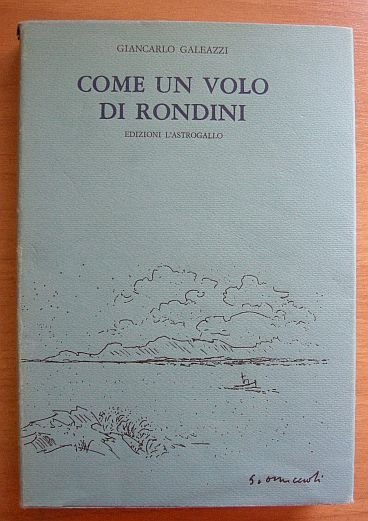 GIANCARLO GALEAZZI
COME UN VOLO
DI RONDINI
EDIZIONI L'ASTROGALLO